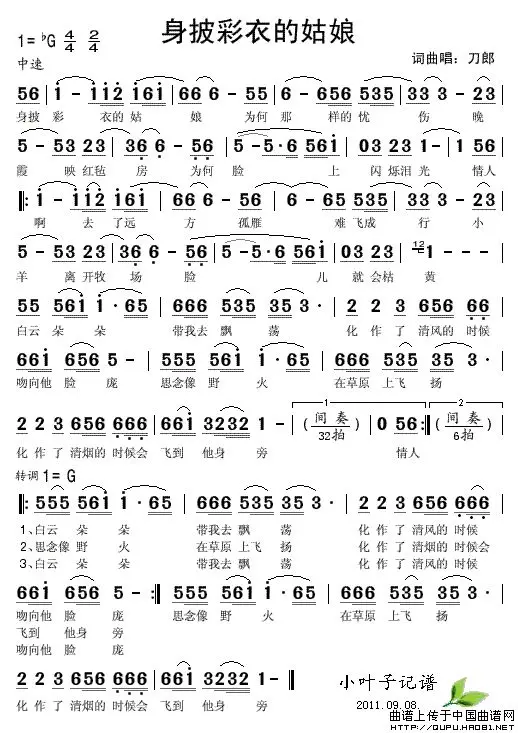 身披彩衣的姑娘
1=♭G 4/4 2/4
中速
词曲唱：刀郎
56 | 1 - 112 161 | 66 6 - 56 | 6 - 055 535 | 33 3 - 23 |
身披 彩 衣的 姑 娘 为何 那 样的 忧 伤 晚
5 - 53 23 | 36 6 - 56 | 5 - 5·6 561 | 03 23 1 - | 1 56 |
霞 映 红毡 房 为何 脸 上 闪 烁泪 光 情人
‖: 1 - 112 161 | 66 6 - 56 | 6 - 65 535 | 33 3 - 23 |
啊 去 了远 方 孤雁 难 飞成 行 小
5 - 53 23 | 36 6 - 56 | 5 - 5·6 561 | 03 23 | 12 1 - - - |
羊 离 开牧 场 脸 儿 就 会枯 黄
55 561 1·65 | 666 535 35 3· | 2 2 3 656 66 |
白云 朵 朵 带我去 飘 荡 化 作 了 清风的 时候
661 656 5 - | 555 561 1·65 | 666 535 35 3· |
吻向他 脸 庞 思念像 野 火 在草原 上飞 扬
2 2 3 656 666 | 661 3232 1 - | (间奏 32拍) | 0 56 :‖ (间奏 6拍) |
化 作 了 清烟的 时候会 飞到 他身 旁 情人
转调 1=G
‖: 555 561 1·65 | 666 535 35 3· | 2 2 3 656 666 |
1、白云 朵 朵 带我去 飘 荡 化 作 了 清风的 时候
2、思念像 野 火 在草原 上飞 扬 化 作 了 清烟的 时候会
3、白云 朵 朵 带我去 飘 荡 化 作 了 清风的 时候
661 656 5 - :‖ 555 561 1·65 | 666 535 35 3· |
吻向他 脸 庞 思念像 野 火 在草原 上飞 扬
飞到 他身 旁
吻向他 脸 庞
2 2 3 656 666 | 661 3232 1 - ‖
化 作 了 清烟的 时候会 飞到 他身 旁
小叶子记谱
2011.09.08.
曲谱上传于中国曲谱网
HTTP://QUPU.HAO81.NET